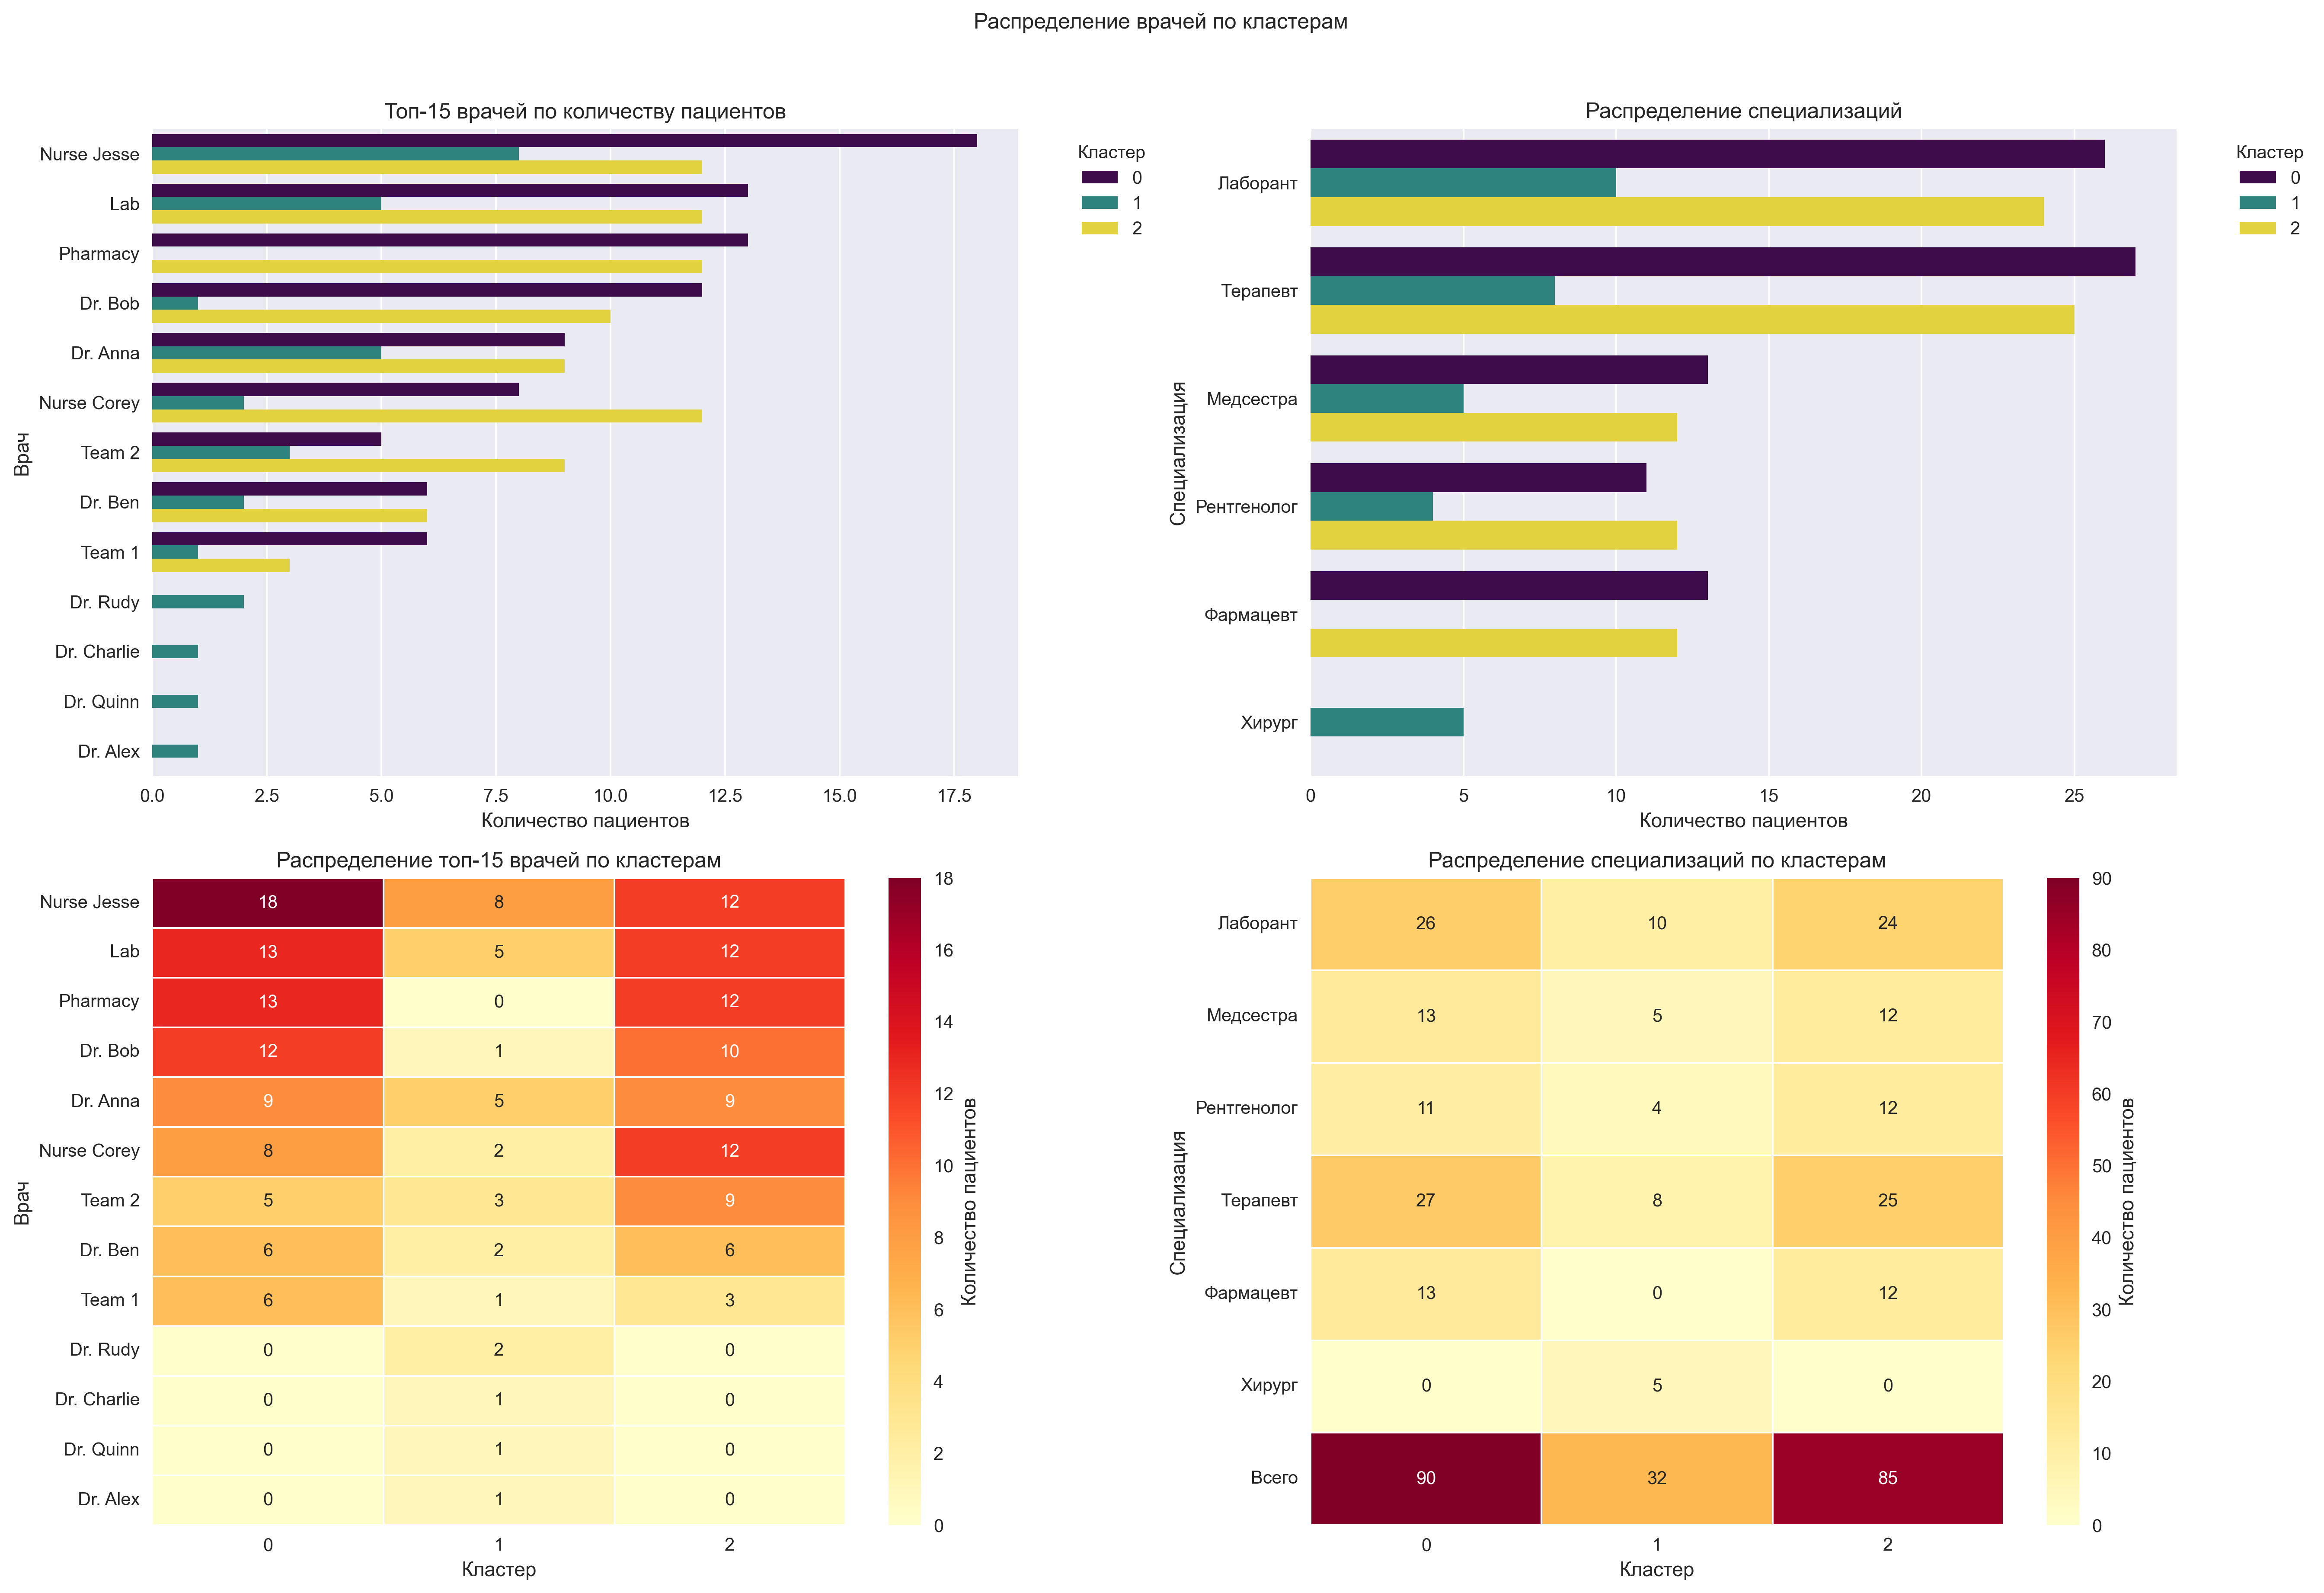 Распределение врачей по кластерам
Топ-15 врачей по количеству пациентов
Врач
Nurse Jesse
Lab
Pharmacy
Dr. Bob
Dr. Anna
Nurse Corey
Team 2
Dr. Ben
Team 1
Dr. Rudy
Dr. Charlie
Dr. Quinn
Dr. Alex
0.0 2.5 5.0 7.5 10.0 12.5 15.0 17.5
Количество пациентов
Кластер
0
1
2
Распределение специализаций
Специализация
Лаборант
Терапевт
Медсестра
Рентгенолог
Фармацевт
Хирург
0 5 10 15 20 25
Количество пациентов
Кластер
0
1
2
Распределение топ-15 врачей по кластерам
Врач
Nurse Jesse 18 8 12
Lab 13 5 12
Pharmacy 13 0 12
Dr. Bob 12 1 10
Dr. Anna 9 5 9
Nurse Corey 8 2 12
Team 2 5 3 9
Dr. Ben 6 2 6
Team 1 6 1 3
Dr. Rudy 0 2 0
Dr. Charlie 0 1 0
Dr. Quinn 0 1 0
Dr. Alex 0 1 0
0 1 2
Кластер
18
16
14
12
10
8
6
4
2
0
Количество пациентов
Распределение специализаций по кластерам
Специализация
Лаборант 26 10 24
Медсестра 13 5 12
Рентгенолог 11 4 12
Терапевт 27 8 25
Фармацевт 13 0 12
Хирург 0 5 0
Всего 90 32 85
0 1 2
Кластер
90
80
70
60
50
40
30
20
10
0
Количество пациентов